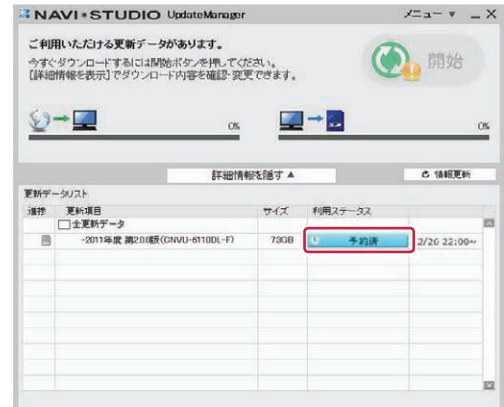 NAVI*STUDIO UpdateManager
メニュー ▼ _ X
ご利用いただける更新データがあります。
今すぐダウンロードするには開始ボタンを押してください。
[詳細情報を表示]でダウンロード内容を確認・変更できます。
開始
0%
0%
詳細情報を隠す ▲
情報更新
更新データリスト
進捗 更新項目 サイズ 利用ステータス
全更新データ
-2011年度 第2.0.0版(CNVU-6110DL-F) 7.3GB 予約済 2/20 22:00~